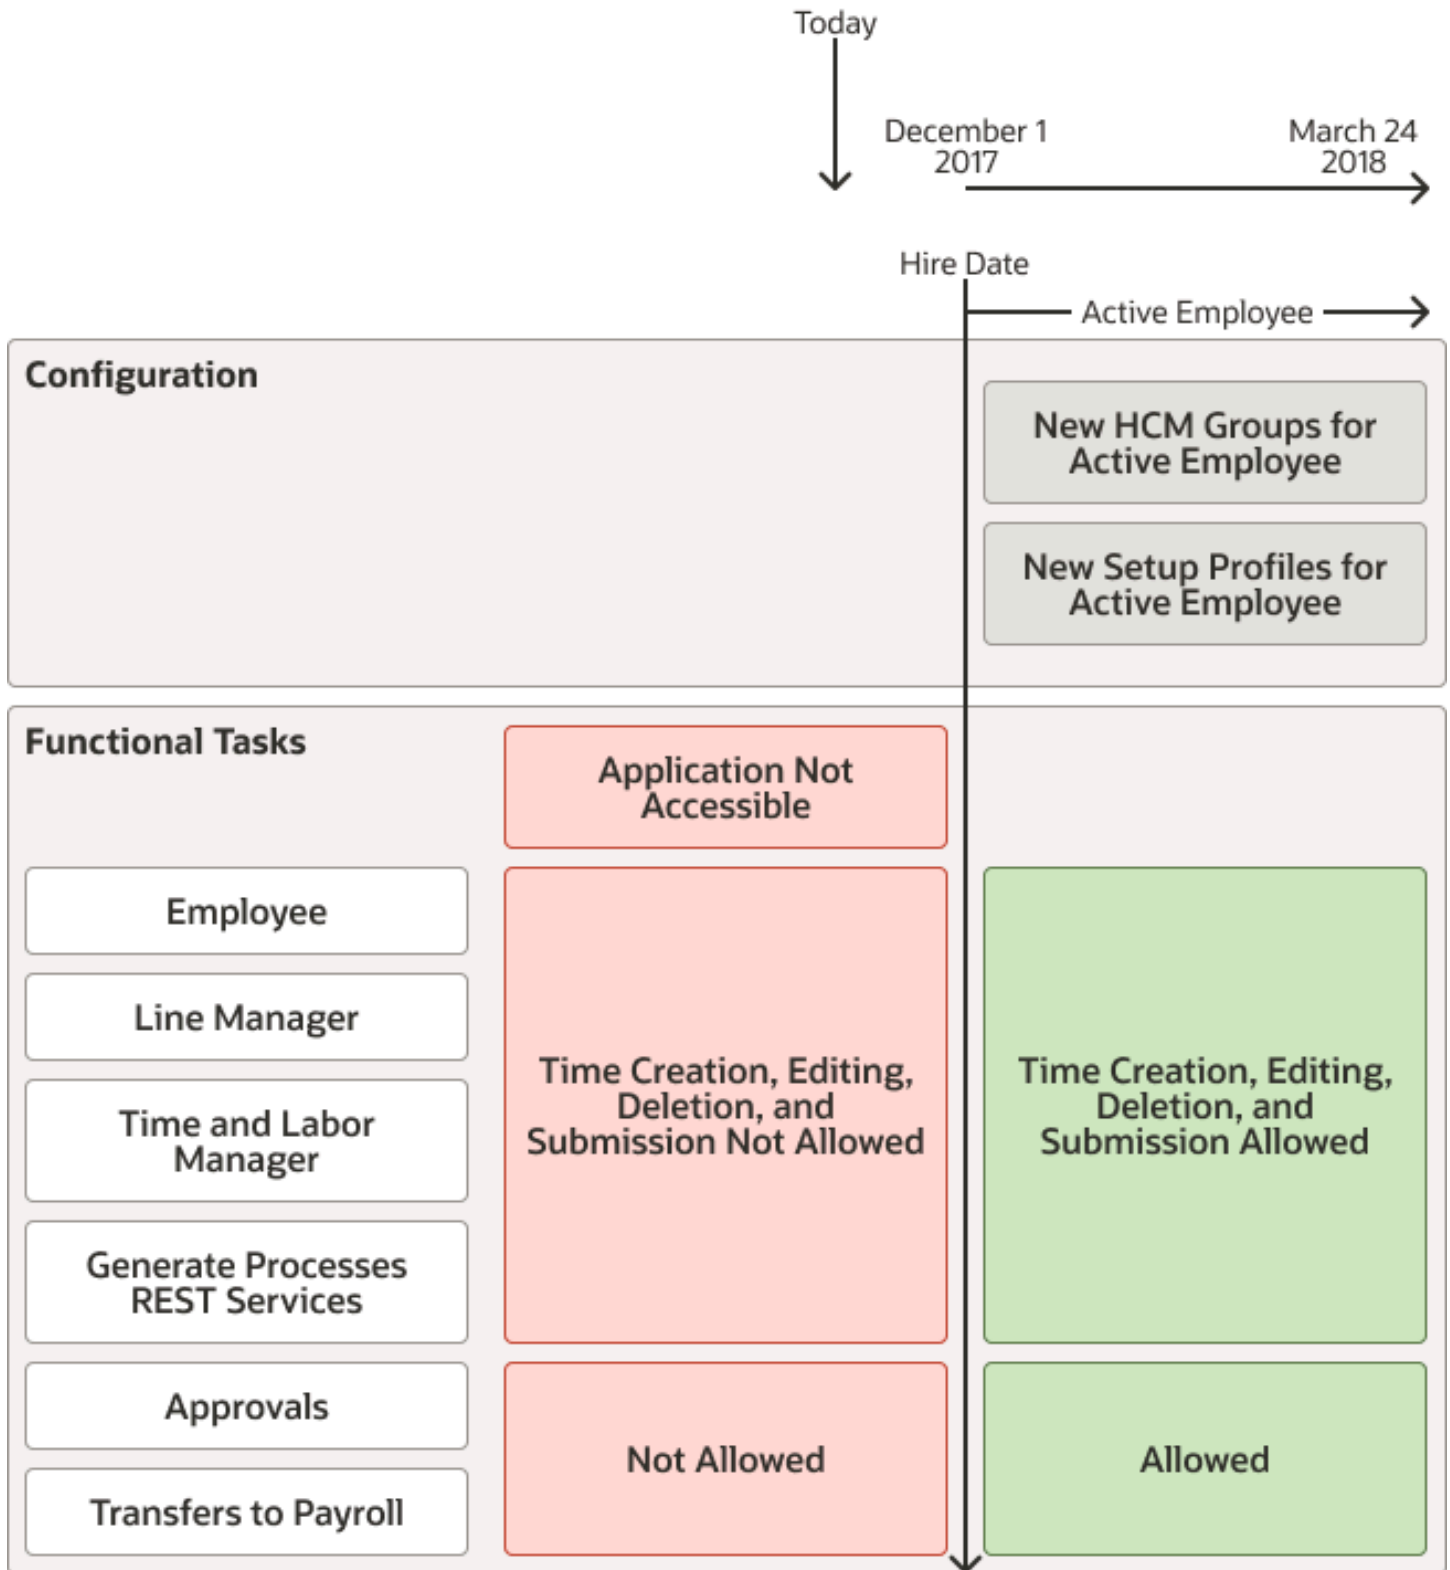 Today
December 1
2017
March 24
2018
Hire Date
Active Employee
Configuration
New HCM Groups for
Active Employee
New Setup Profiles for
Active Employee
Functional Tasks
Application Not
Accessible
Employee
Line Manager
Time and Labor
Manager
Generate Processes
REST Services
Time Creation, Editing,
Deletion, and
Submission Not Allowed
Time Creation, Editing,
Deletion, and
Submission Allowed
Approvals
Transfers to Payroll
Not Allowed
Allowed